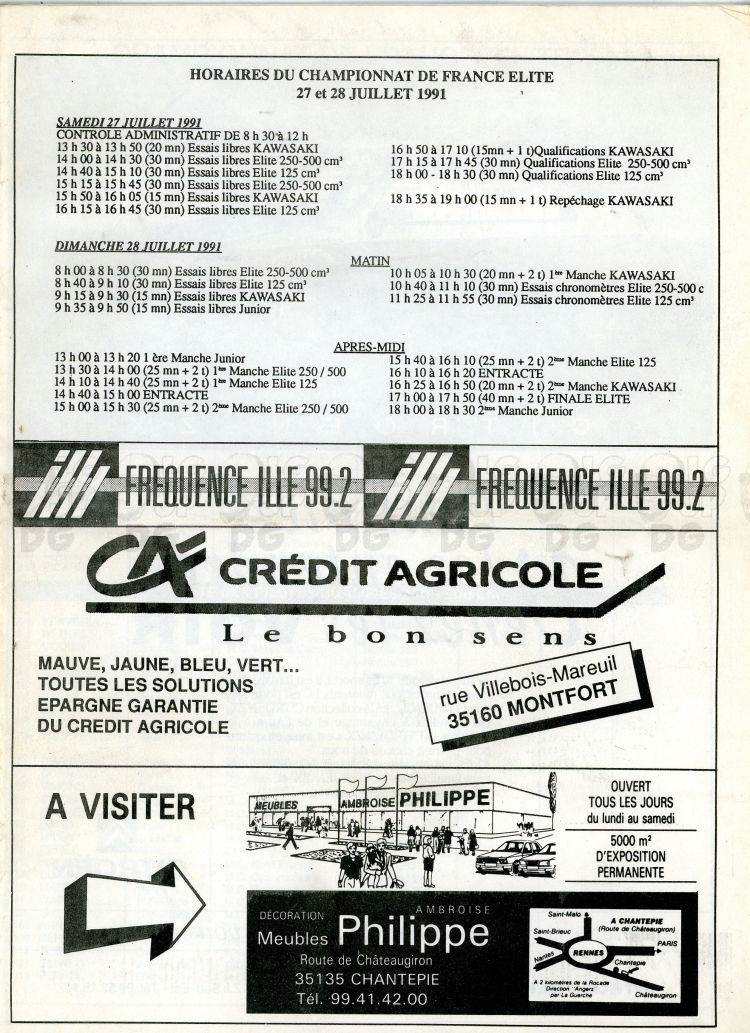 HORAIRES DU CHAMPIONNAT DE FRANCE ELITE
27 et 28 JUILLET 1991
SAMEDI 27 JUILLET 1991
CONTROLE ADMINISTRATIF DE 8 h 30 à 12 h
13 h 30 à 13 h 50 (20 mn) Essais libres KAWASAKI
14 h 00 à 14 h 30 (30 mn) Essais libres Elite 250-500 cm³
14 h 40 à 15 h 10 (30 mn) Essais libres Elite 125 cm³
15 h 15 à 15 h 45 (30 mn) Essais libres Elite 250-500 cm³
15 h 50 à 16 h 05 (15 mn) Essais libres KAWASAKI
16 h 15 à 16 h 45 (30 mn) Essais libres Elite 125 cm³
16 h 50 à 17 10 (15mn + 1 t)Qualifications KAWASAKI
17 h 15 à 17 h 45 (30 mn) Qualifications Elite 250-500 cm³
18 h 00 - 18 h 30 (30 mn) Qualifications Elite 125 cm³
18 h 35 à 19 h 00 (15 mn + 1 t) Repéchage KAWASAKI
DIMANCHE 28 JUILLET 1991
MATIN
8 h 00 à 8 h 30 (30 mn) Essais libres Elite 250-500 cm³
8 h 40 à 9 h 10 (30 mn) Essais libres Elite 125 cm³
9 h 15 à 9 h 30 (15 mn) Essais libres KAWASAKI
9 h 35 à 9 h 50 (15 mn) Essais libres Junior
10 h 05 à 10 h 30 (20 mn + 2 t) 1ère Manche KAWASAKI
10 h 40 à 11 h 10 (30 mn) Essais chronomètres Elite 250-500 c
11 h 25 à 11 h 55 (30 mn) Essais chronomètres Elite 125 cm³
APRES-MIDI
13 h 00 à 13 h 20 1 ère Manche Junior
13 h 30 à 14 h 00 (25 mn + 2 t) 1ère Manche Elite 250 / 500
14 h 10 à 14 h 40 (25 mn + 2 t) 1ère Manche Elite 125
14 h 40 à 15 h 00 ENTRACTE
15 h 00 à 15 h 30 (25 mn + 2 t) 2ème Manche Elite 250 / 500
15 h 40 à 16 h 10 (25 mn + 2 t) 2ème Manche Elite 125
16 h 10 à 16 h 20 ENTRACTE
16 h 25 à 16 h 50 (20 mn + 2 t) 2ème Manche KAWASAKI
17 h 00 à 17 h 50 (40 mn + 2 t) FINALE ELITE
18 h 00 à 18 h 30 2ème Manche Junior
FREQUENCE ILLE 99.2 FREQUENCE ILLE 99.2
CA CRÉDIT AGRICOLE
Le bon sens
MAUVE, JAUNE, BLEU, VERT...
TOUTES LES SOLUTIONS
EPARGNE GARANTIE
DU CREDIT AGRICOLE
rue Villebois-Mareuil
35160 MONTFORT
A VISITER
MEUBLES AMBROISE PHILIPPE
OUVERT
TOUS LES JOURS
du lundi au samedi
5000 m²
D'EXPOSITION
PERMANENTE
AMBROISE
DÉCORATION
Meubles Philippe
Route de Châteaugiron
35135 CHANTEPIE
Tél. 99.41.42.00
Saint-Malo
A CHANTEPIE
(Route de Châteaugiron)
Saint-Brieuc
PARIS
RENNES
Nantes
Chantepie
A 2 kilomètres de la Rocade
Direction Angers
par La Guerche
Châteaugiron